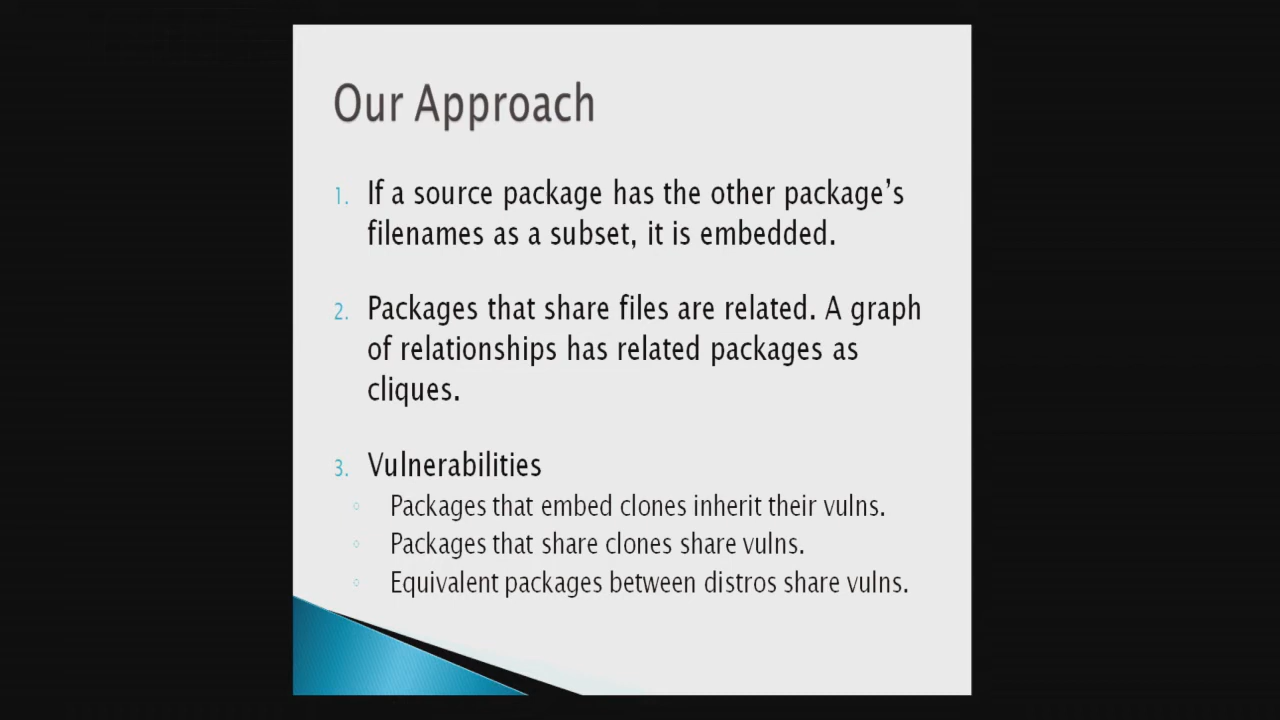 Our Approach
1. If a source package has the other package’s
filenames as a subset, it is embedded.
2. Packages that share files are related. A graph
of relationships has related packages as
cliques.
3. Vulnerabilities
Packages that embed clones inherit their vulns.
Packages that share clones share vulns.
Equivalent packages between distros share vulns.